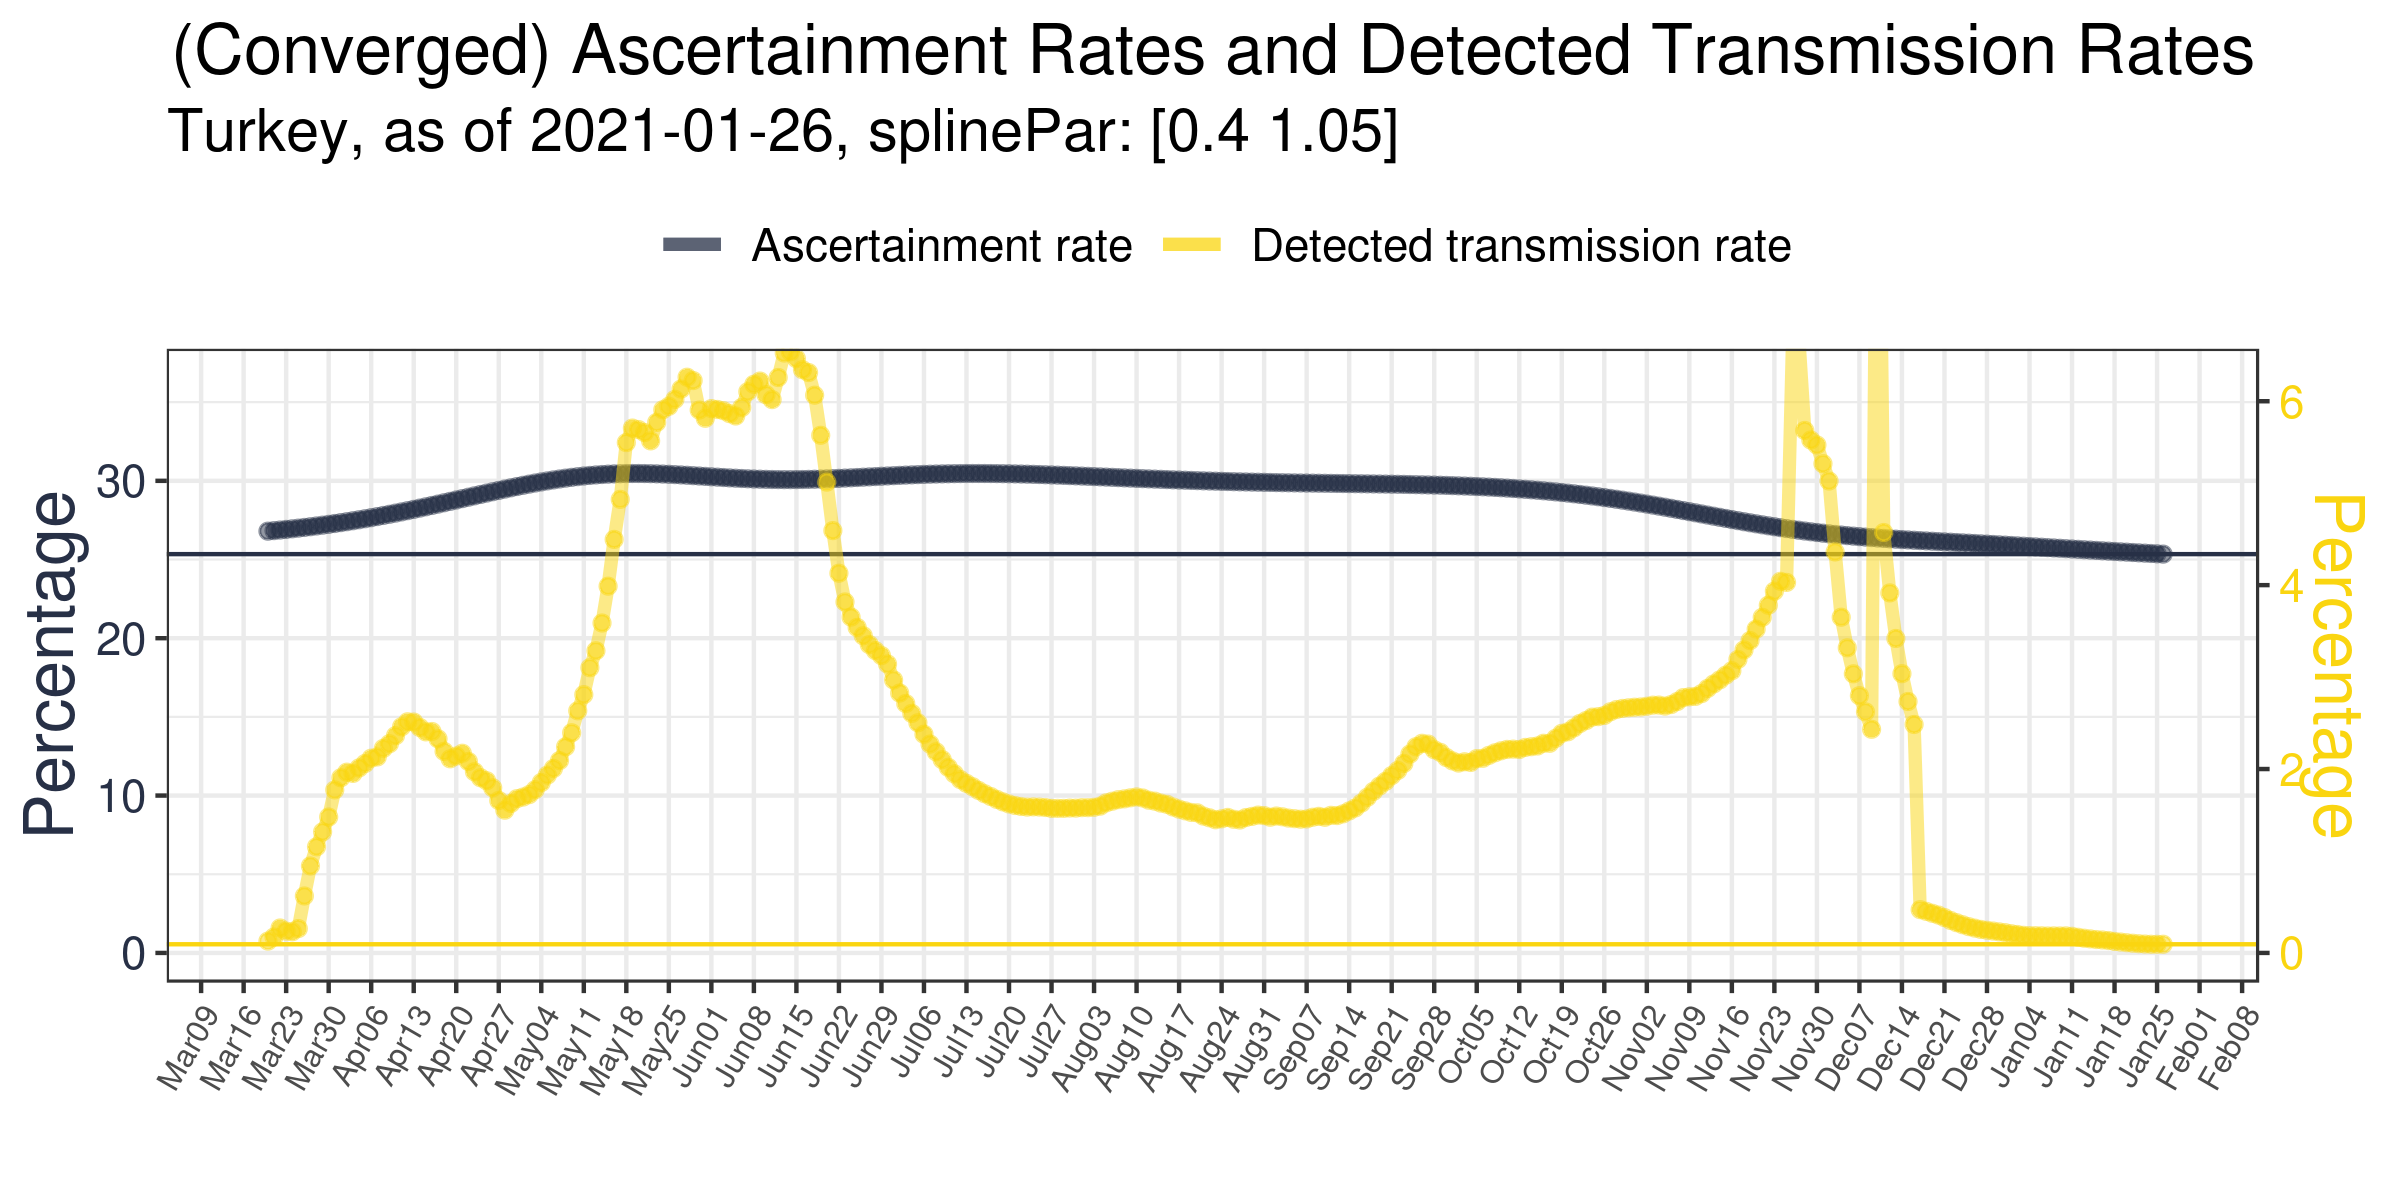 (Converged) Ascertainment Rates and Detected Transmission Rates
Turkey, as of 2021-01-26, splinePar: [0.4 1.05]
Ascertainment rate Detected transmission rate
Percentage
30
20
10
0
6
4
2
0
Percentage
Mar09 Mar16 Mar23 Mar30 Apr06 Apr13 Apr20 Apr27 May04 May11 May18 May25 Jun01 Jun08 Jun15 Jun22 Jun29 Jul06 Jul13 Jul20 Jul27 Aug03 Aug10 Aug17 Aug24 Aug31 Sep07 Sep14 Sep21 Sep28 Oct05 Oct12 Oct19 Oct26 Nov02 Nov09 Nov16 Nov23 Nov30 Dec07 Dec14 Dec21 Dec28 Jan04 Jan11 Jan18 Jan25 Feb01 Feb08